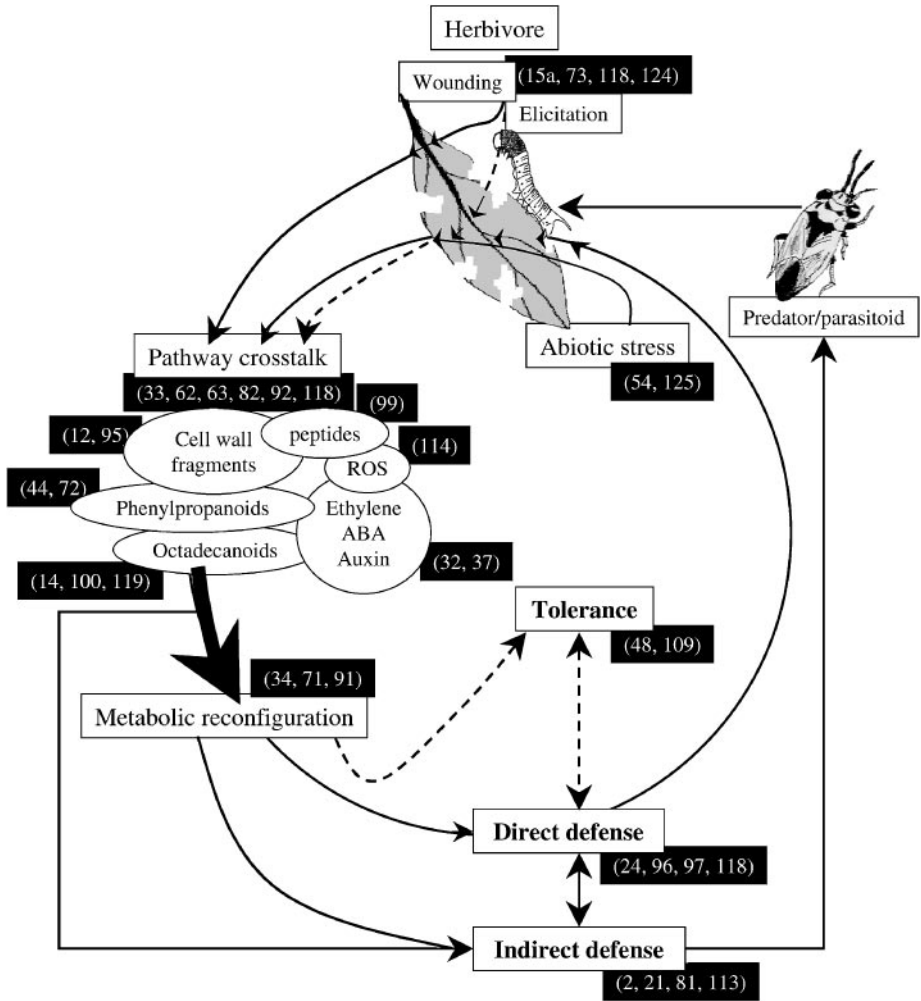 Herbivore
Wounding
(15a, 73, 118, 124)
Elicitation
Predator/parasitoid
Abiotic stress
(54, 125)
Pathway crosstalk
(33, 62, 63, 82, 92, 118)
(99)
(12, 95)
Cell wall
fragments
peptides
(114)
ROS
(44, 72)
Phenylpropanoids
Ethylene
ABA
Auxin
Octadecanoids
(32, 37)
(14, 100, 119)
Tolerance
(48, 109)
(34, 71, 91)
Metabolic reconfiguration
Direct defense
(24, 96, 97, 118)
Indirect defense
(2, 21, 81, 113)